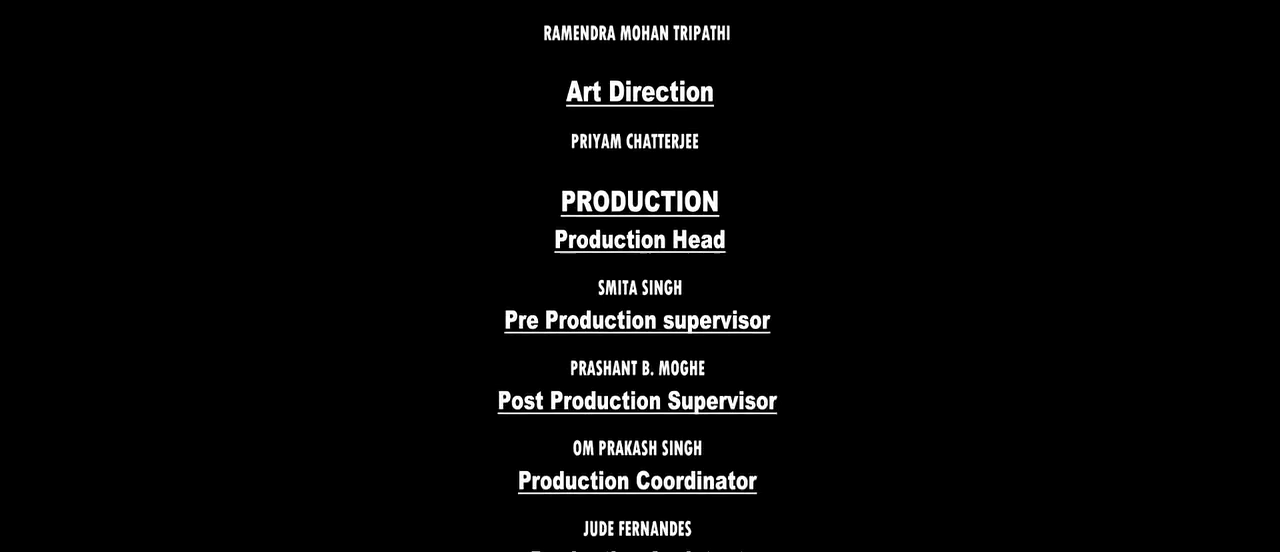 RAMENDRA MOHAN TRIPATHI
Art Direction
PRIYAM CHATTERJEE
PRODUCTION
Production Head
SMITA SINGH
Pre Production supervisor
PRASHANT B. MOGHE
Post Production Supervisor
OM PRAKASH SINGH
Production Coordinator
JUDE FERNANDES